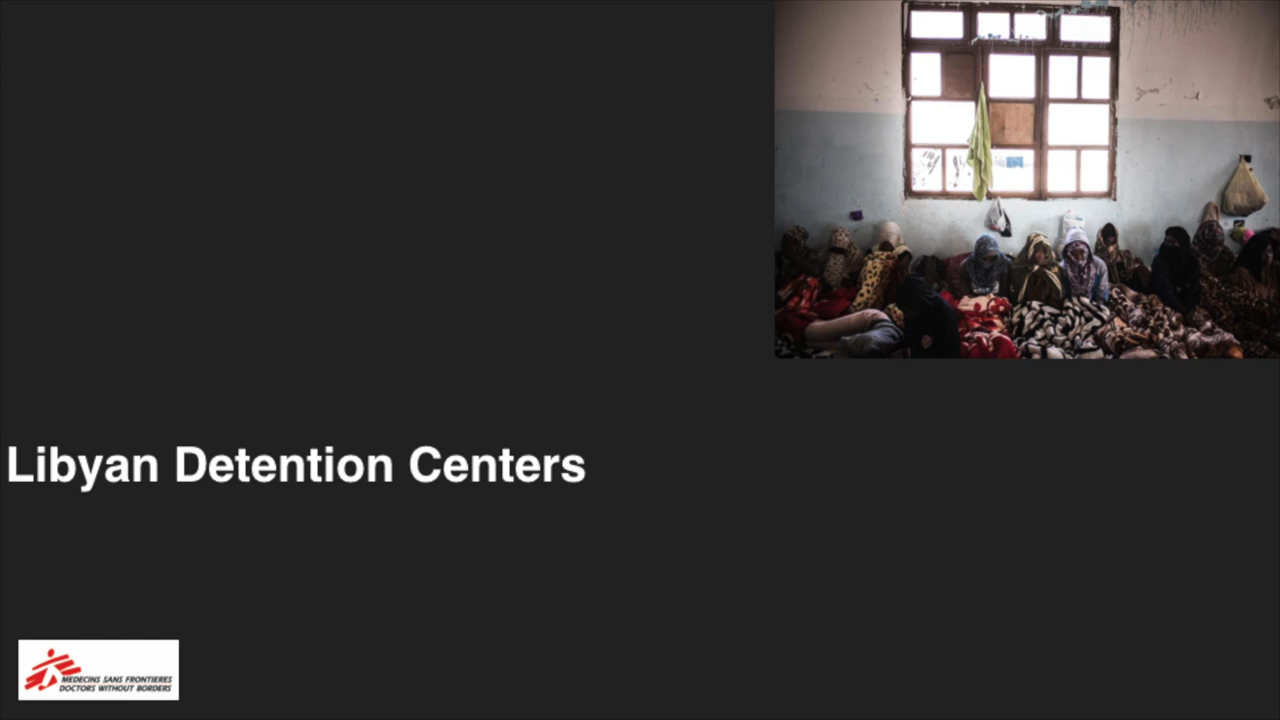 Libyan Detention Centers
MEDECINS SANS FRONTIERES
DOCTORS WITHOUT BORDERS